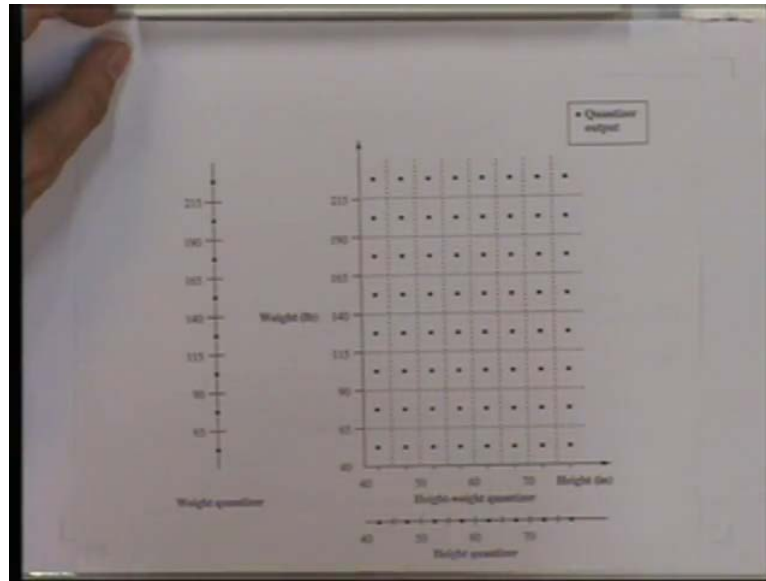 • Quantizer
output
215
190
165
140
115
90
65
Weight quantizer
Weight (lb)
215
190
165
140
115
90
65
40
40 50 60 70 Height (in)
Height-weight quantizer
40 50 60 70
Height quantizer